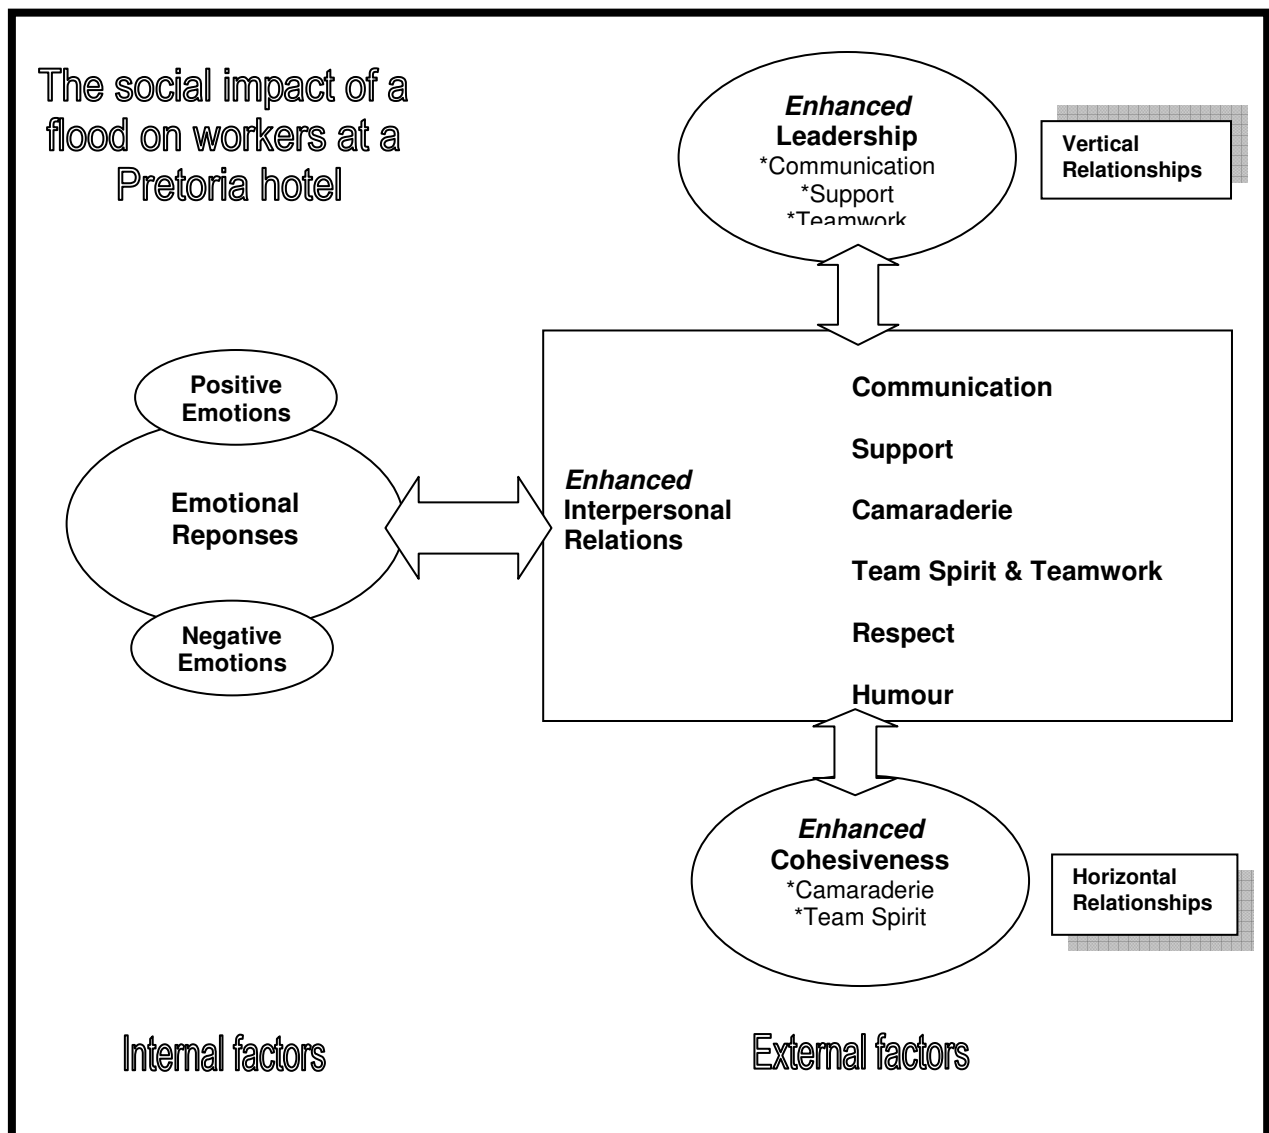 The social impact of a
flood on workers at a
Pretoria hotel
Enhanced
Leadership
*Communication
*Support
*Teamwork
Vertical
Relationships
Positive
Emotions
Emotional
Reponses
Negative
Emotions
Enhanced
Interpersonal
Relations
Communication
Support
Camaraderie
Team Spirit & Teamwork
Respect
Humour
Enhanced
Cohesiveness
*Camaraderie
*Team Spirit
Horizontal
Relationships
Internal factors
External factors